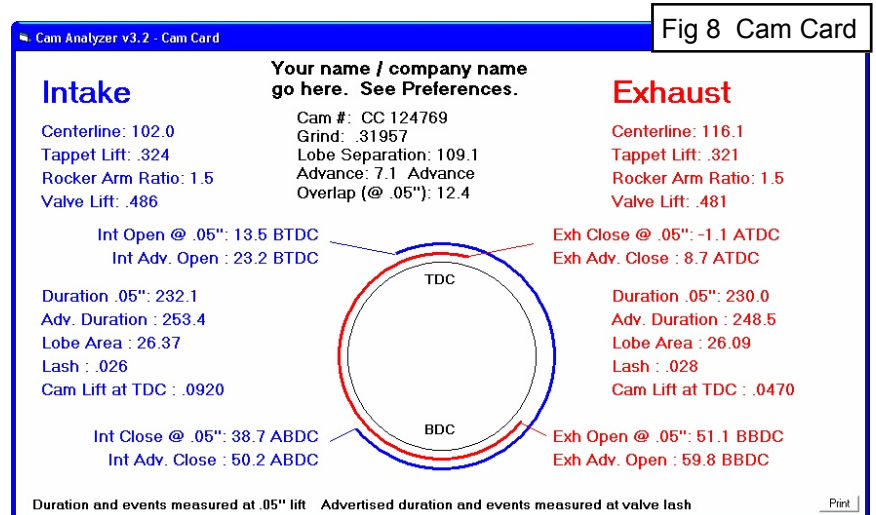 Fig 8  Cam Card
Cam Analyzer v3.2 - Cam Card
Your name / company name
go here.  See Preferences.
Cam #:  CC 124769
Grind:  .31957
Lobe Separation: 109.1
Advance: 7.1  Advance
Overlap (@ .05"): 12.4
Intake
Centerline: 102.0
Tappet Lift: .324
Rocker Arm Ratio: 1.5
Valve Lift: .486
Int Open @ .05": 13.5 BTDC
Int Adv. Open : 23.2 BTDC
Duration .05": 232.1
Adv. Duration : 253.4
Lobe Area : 26.37
Lash : .026
Cam Lift at TDC : .0920
Int Close @ .05": 38.7 ABDC
Int Adv. Close : 50.2 ABDC
TDC
BDC
Exhaust
Centerline: 116.1
Tappet Lift: .321
Rocker Arm Ratio: 1.5
Valve Lift: .481
Exh Close @ .05": -1.1 ATDC
Exh Adv. Close : 8.7 ATDC
Duration .05": 230.0
Adv. Duration : 248.5
Lobe Area : 26.09
Lash : .028
Cam Lift at TDC : .0470
Exh Open @ .05": 51.1 BBDC
Exh Adv. Open : 59.8 BBDC
Duration and events measured at .05" lift   Advertised duration and events measured at valve lash
Print